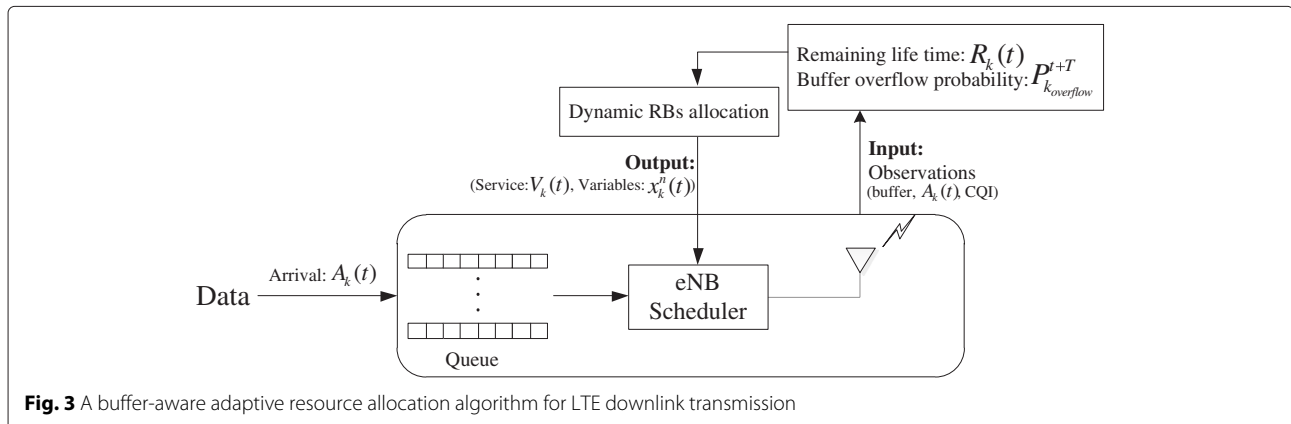 Remaining life time: R_k(t)
Buffer overflow probability: P^{t+T}_{k_{overflow}}
Dynamic RBs allocation
Output:
(Service: V_k(t), Variables: x_k^n(t))
Input:
Observations
(buffer, A_k(t), CQI)
Data
Arrival: A_k(t)
Queue
eNB
Scheduler
Fig. 3 A buffer-aware adaptive resource allocation algorithm for LTE downlink transmission